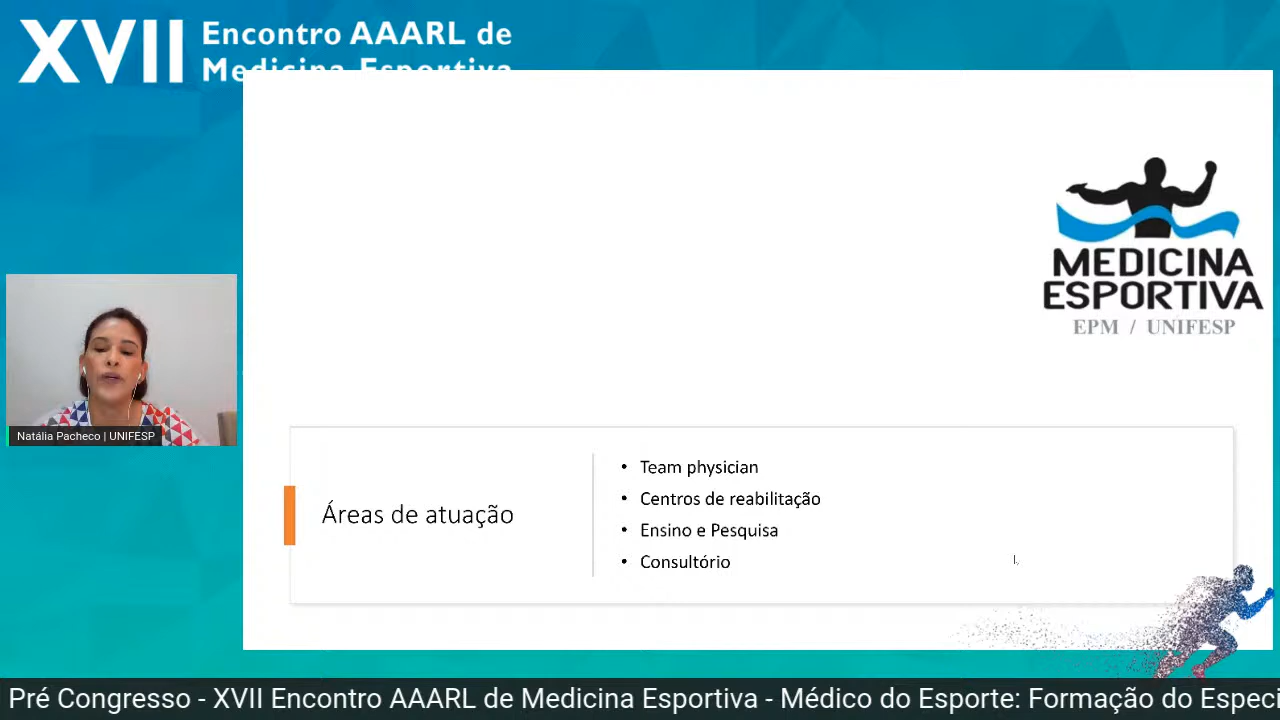 XVII
Encontro AAARL de
Medicina Esportiva
MEDICINA
ESPORTIVA
EPM / UNIFESP
Natália Pacheco | UNIFESP
Áreas de atuação
• Team physician
• Centros de reabilitação
• Ensino e Pesquisa
• Consultório
Pré Congresso - XVII Encontro AAARL de Medicina Esportiva - Médico do Esporte: Formação do Especi